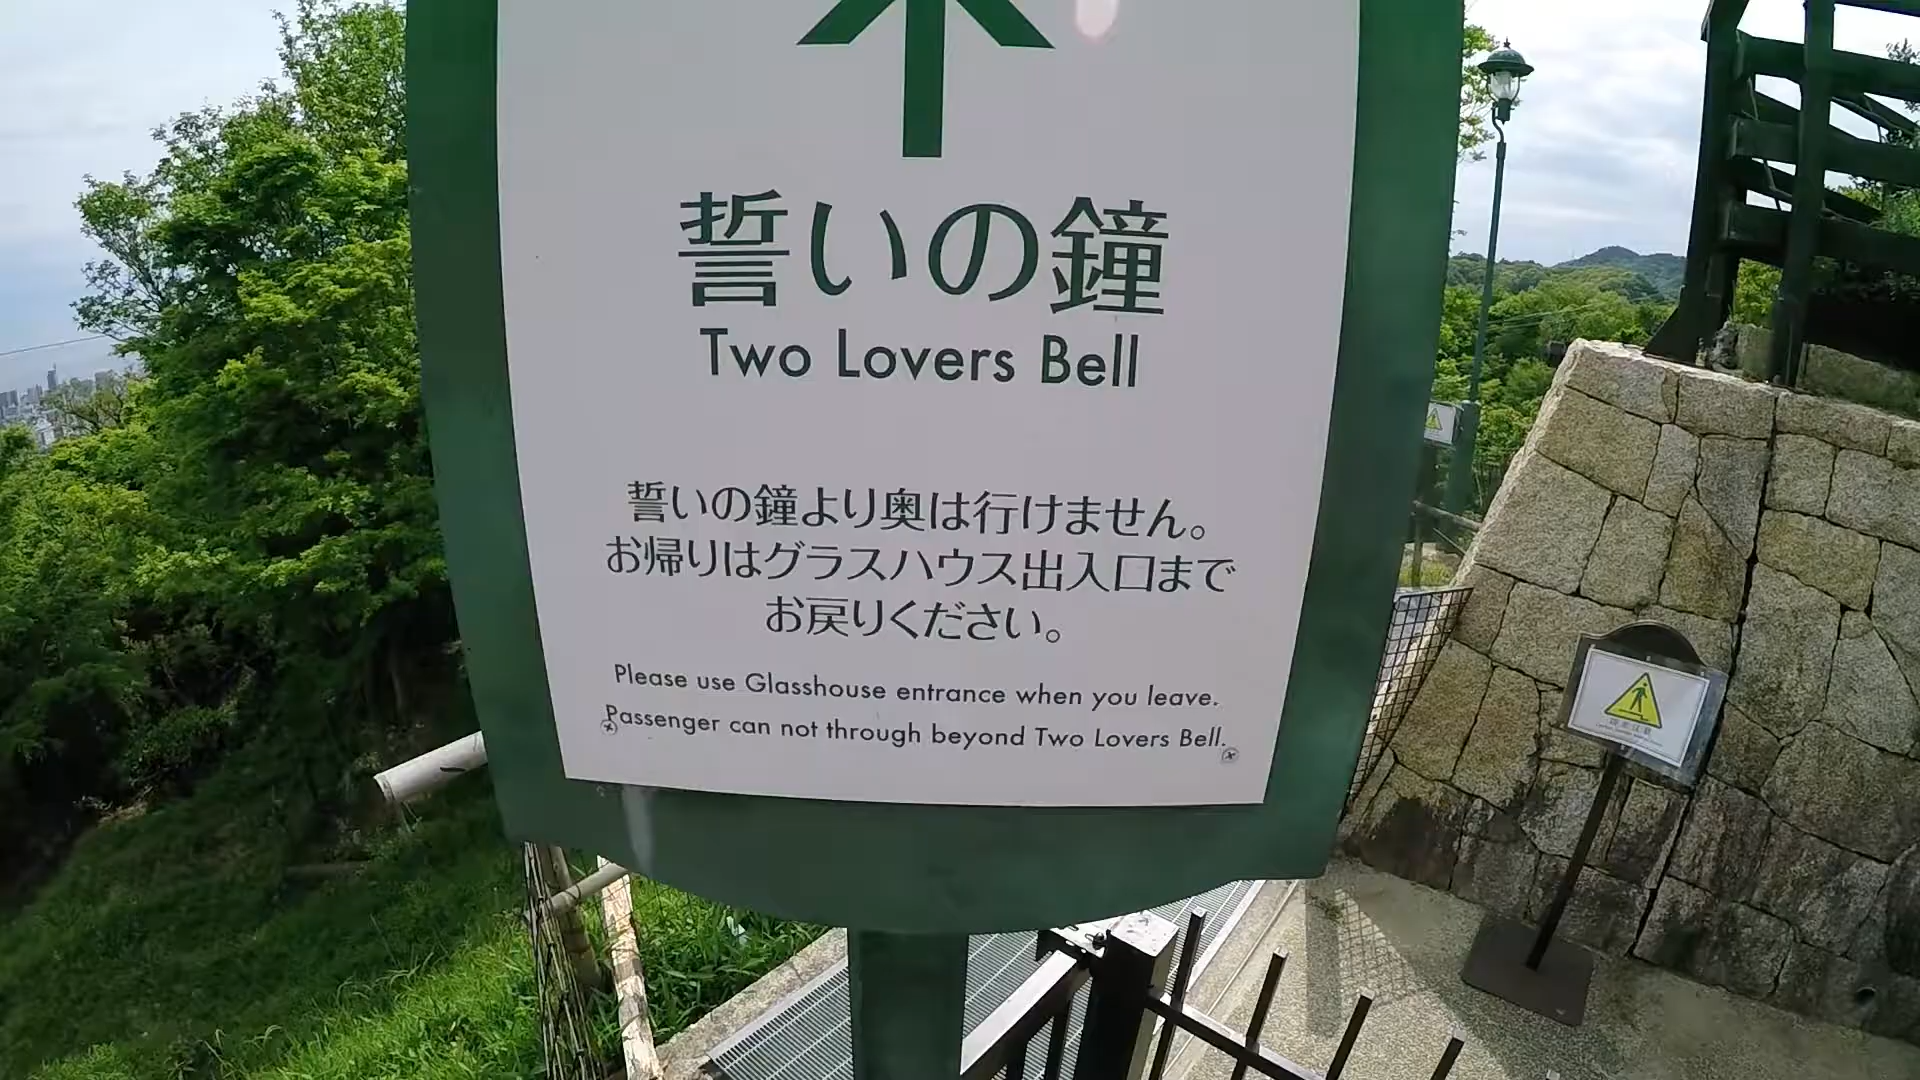 誓いの鐘
Two Lovers Bell
誓いの鐘より奥は行けません。
お帰りはグラスハウス出入口まで
お戻りください。
Please use Glasshouse entrance when you leave.
Passenger can not through beyond Two Lovers Bell.